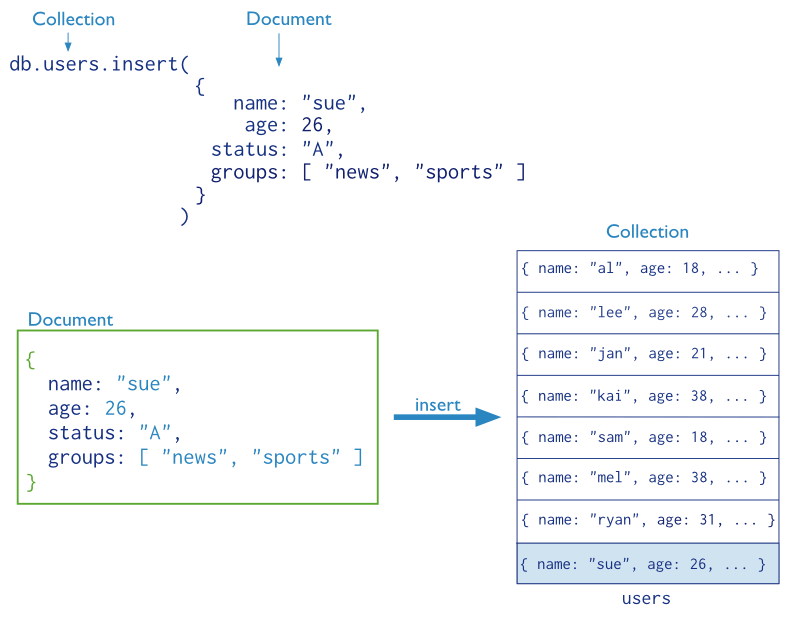 Collection
Document
db.users.insert(
{
name: "sue",
age: 26,
status: "A",
groups: [ "news", "sports" ]
}
)
Document
{
name: "sue",
age: 26,
status: "A",
groups: [ "news", "sports" ]
}
insert
Collection
{ name: "al", age: 18, ... }
{ name: "lee", age: 28, ... }
{ name: "jan", age: 21, ... }
{ name: "kai", age: 38, ... }
{ name: "sam", age: 18, ... }
{ name: "mel", age: 38, ... }
{ name: "ryan", age: 31, ... }
{ name: "sue", age: 26, ... }
users